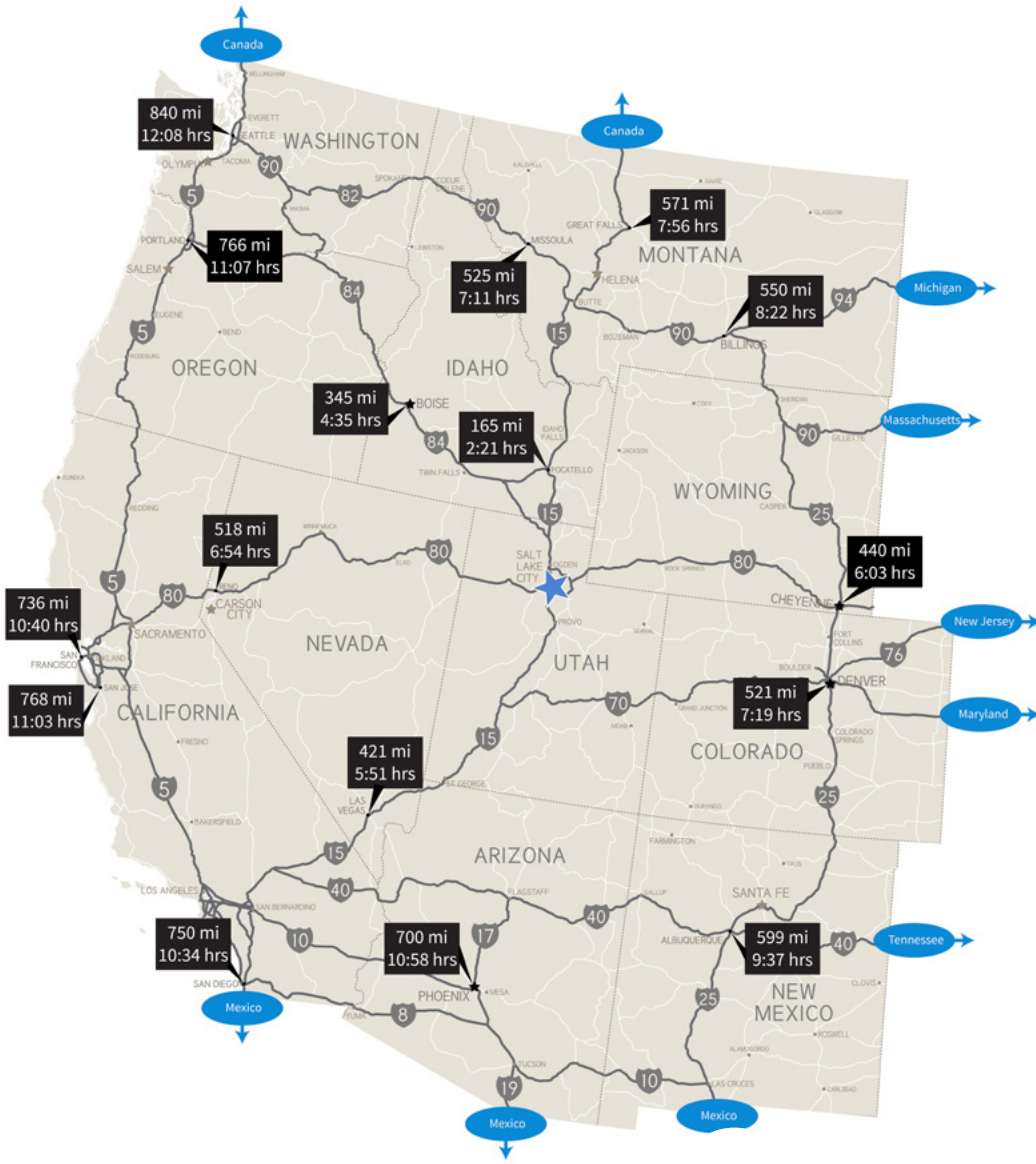 Canada
BELLINGHAM
840 mi
12:08 hrs
EVERETT
SEATTLE
WASHINGTON
Canada
OLYMPIA
TACOMA
90
KALISPELL
HAVRE
5
82
SPOKANE
COEUR
D'ALENE
90
571 mi
7:56 hrs
GLASGOW
YAKIMA
GREAT FALLS
PORTLAND
766 mi
11:07 hrs
LEWISTON
MISSOULA
MONTANA
SALEM
525 mi
7:11 hrs
HELENA
84
550 mi
8:22 hrs
94
Michigan
EUGENE
BUTTE
5
BEND
15
BOZEMAN
90
BILLINGS
ROSEBURG
OREGON
IDAHO
345 mi
4:35 hrs
BOISE
165 mi
2:21 hrs
CODY
SHERIDAN
Massachusetts
84
IDAHO
FALLS
90
GILLETTE
JACKSON
TWIN FALLS
POCATELLO
EUREKA
WYOMING
REDDING
CASPER
25
518 mi
6:54 hrs
WINNEMUCA
15
80
ELKO
SALT
LAKE
CITY
OGDEN
ROCK SPRINGS
80
440 mi
6:03 hrs
5
80
RENO
CARSON
CITY
CHEYENNE
736 mi
10:40 hrs
SACRAMENTO
PROVO
VERNAL
FORT
COLLINS
New Jersey
NEVADA
UTAH
76
SAN
FRANCISCO
OAKLAND
BOULDER
DENVER
SAN JOSE
768 mi
11:03 hrs
CALIFORNIA
70
GRAND JUNCTION
521 mi
7:19 hrs
Maryland
MOAB
FRESNO
15
COLORADO
COLORADO
SPRINGS
421 mi
5:51 hrs
PUEBLO
5
ST. GEORGE
25
LAS
VEGAS
DURANGO
BAKERSFIELD
15
ARIZONA
FARMINGTON
TAOS
LOS ANGELES
40
FLAGSTAFF
GALLUP
SANTA FE
SAN BERNARDINO
40
750 mi
10:34 hrs
10
700 mi
10:58 hrs
17
ALBUQUERQUE
599 mi
9:37 hrs
40
Tennessee
SAN DIEGO
PHOENIX
MESA
25
CLOVIS
NEW
MEXICO
Mexico
YUMA
8
ROSWELL
ALAMOGORDO
TUCSON
19
10
LAS CRUCES
CARLSBAD
Mexico
Mexico